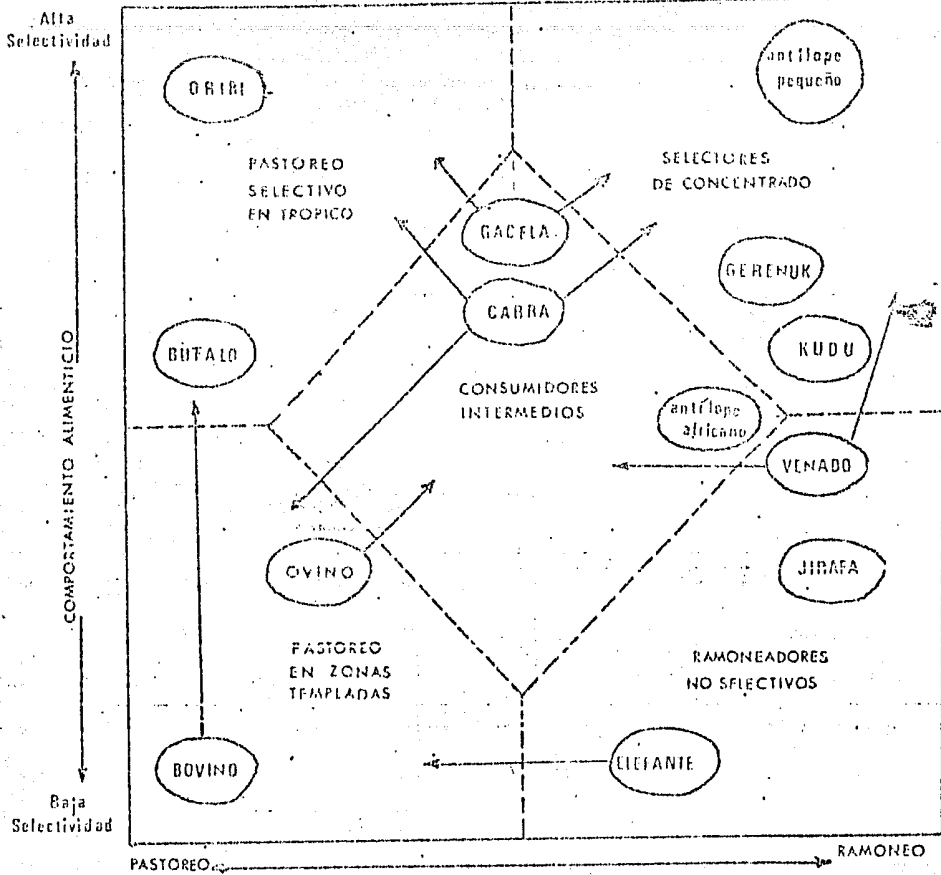 Alta
Selectividad
ORIBI
antílope
pequeño
PASTOREO
SELECTIVO
EN TROPICO
SELECTORES
DE CONCENTRADO
GACELA
GERENUK
CABRA
BUFALO
KUDU
CONSUMIDORES
INTERMEDIOS
antílope
africano
VENADO
COMPORTAMIENTO ALIMENTICIO
OVINO
JIRAFA
PASTOREO
EN ZONAS
TEMPLADAS
RAMONEADORES
NO SELECTIVOS
BOVINO
ELEFANTE
Baja
Selectividad
PASTOREO
RAMONEO